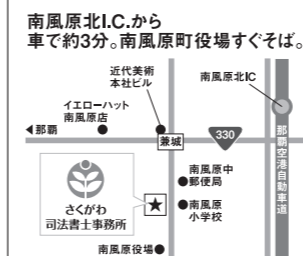 南風原北I.C.から
車で約3分。南風原町役場すぐそば。
近代美術
本社ビル
南風原北IC
イエローハット
南風原店
◀那覇
兼城
330
那覇空港自動車道
南風原中
郵便局
さくがわ
司法書士事務所
★
南風原
小学校
南風原役場